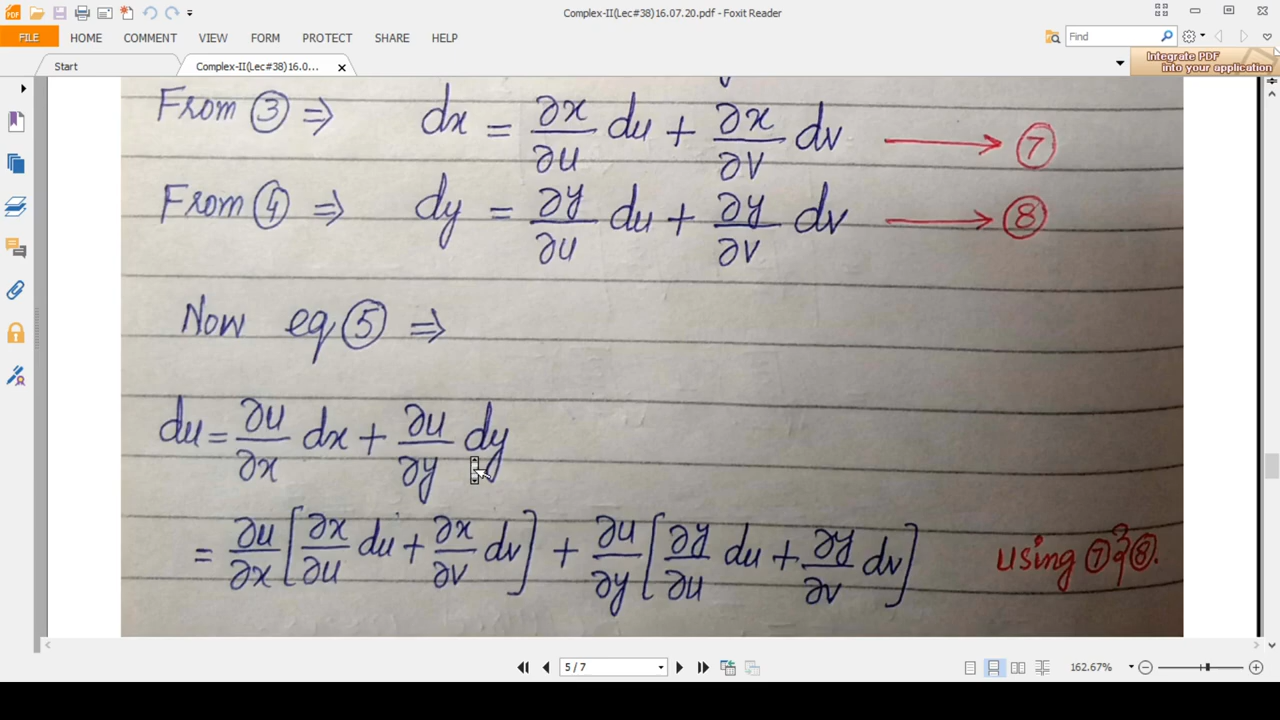 Complex-II(Lec#38)16.07.20.pdf - Foxit Reader
FILE HOME COMMENT VIEW FORM PROTECT SHARE HELP
Find
Start Complex-II(Lec#38)16.0...
Integrate PDF
into your application
From ③ ⇒ dx = ∂x/∂u du + ∂x/∂v dv ⟶ ⑦
From ④ ⇒ dy = ∂y/∂u du + ∂y/∂v dv ⟶ ⑧
Now eq ⑤ ⇒
du = ∂u/∂x dx + ∂u/∂y dy
= ∂u/∂x [∂x/∂u du + ∂x/∂v dv] + ∂u/∂y [∂y/∂u du + ∂y/∂v dv] using ⑦ & ⑧.
5 / 7
162.67%